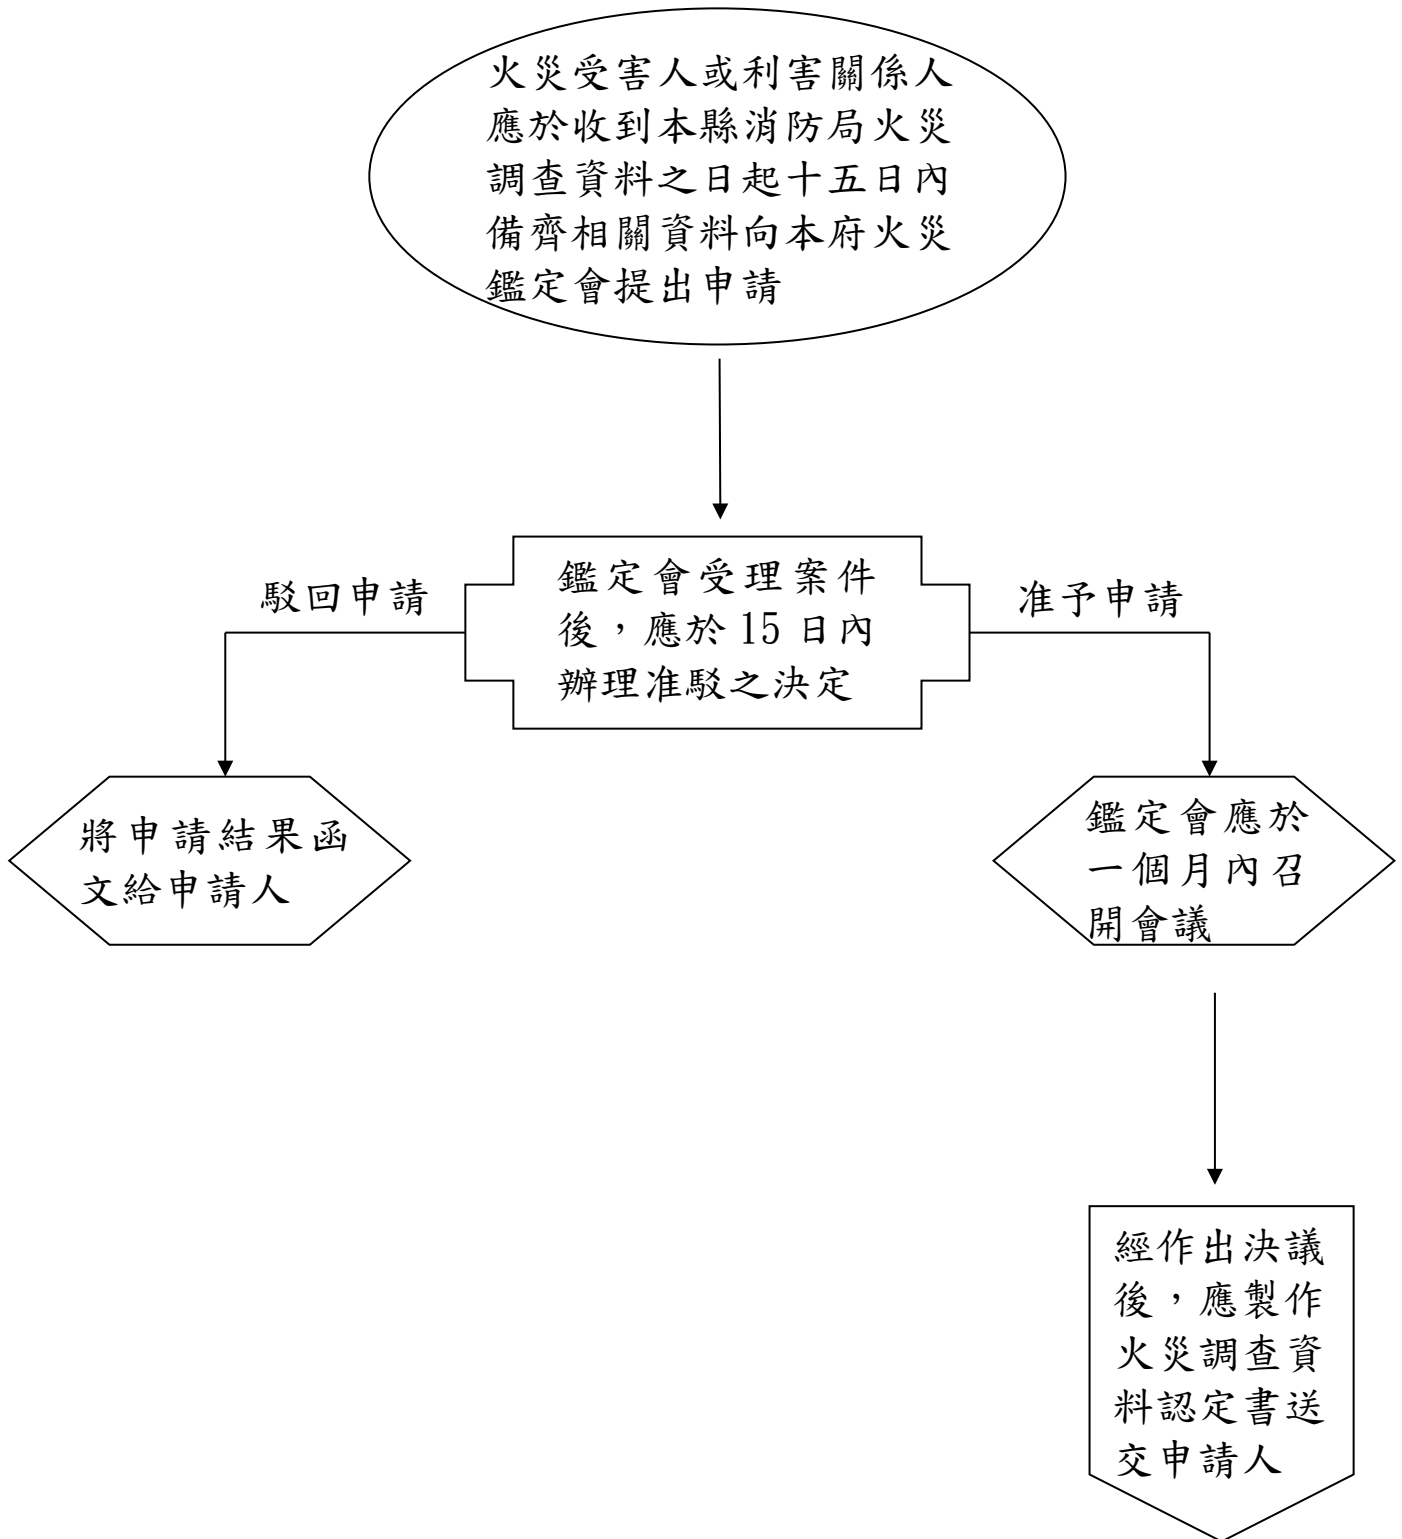 火災受害人或利害關係人
應於收到本縣消防局火災
調查資料之日起十五日內
備齊相關資料向本府火災
鑑定會提出申請
鑑定會受理案件
後，應於 15 日內
辦理准駁之決定
駁回申請
准予申請
將申請結果函
文給申請人
鑑定會應於
一個月內召
開會議
經作出決議
後，應製作
火災調查資
料認定書送
交申請人